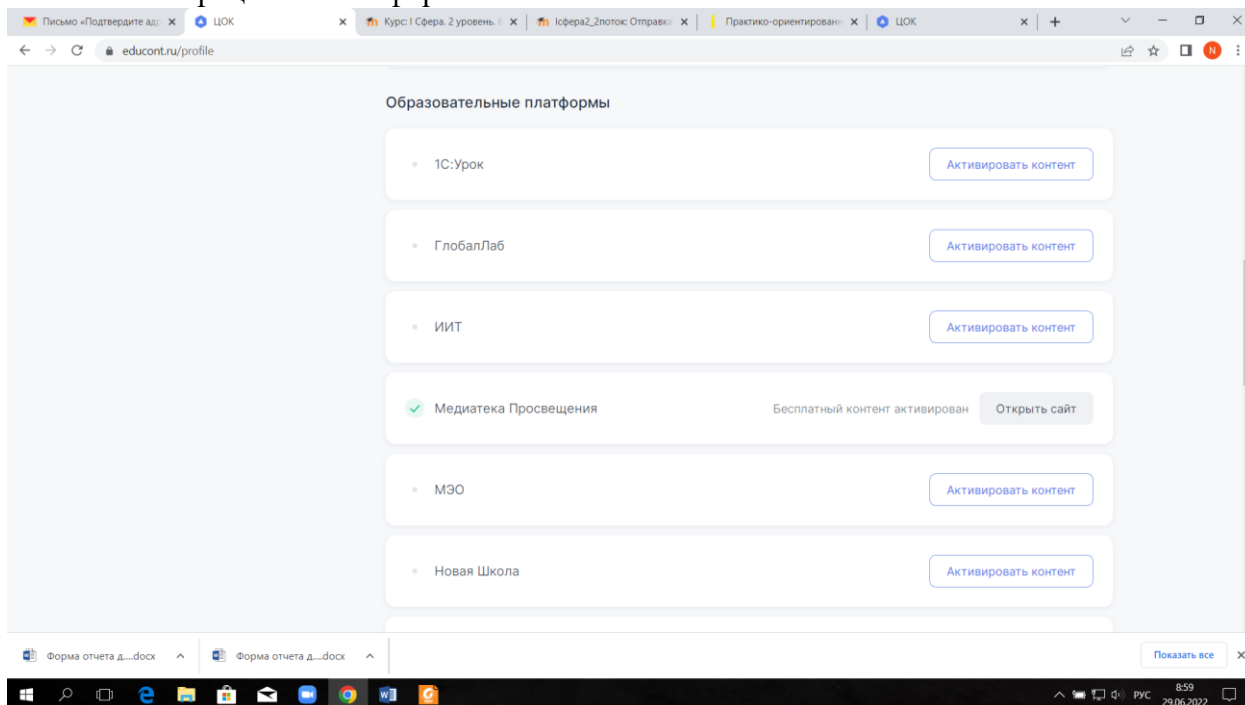 Письмо «Подтвердите адр
ЦОК
Курс: I Сфера. 2 уровень.
Iсфера2_2поток: Отправка
Практико-ориентирован
ЦОК
educont.ru/profile
N
Образовательные платформы
1С:Урок
Активировать контент
ГлобалЛаб
Активировать контент
ИИТ
Активировать контент
Медиатека Просвещения
Бесплатный контент активирован
Открыть сайт
МЭО
Активировать контент
Новая Школа
Активировать контент
Форма отчета д....docx
Форма отчета д....docx
Показать все
РУС
8:59
29.06.2022